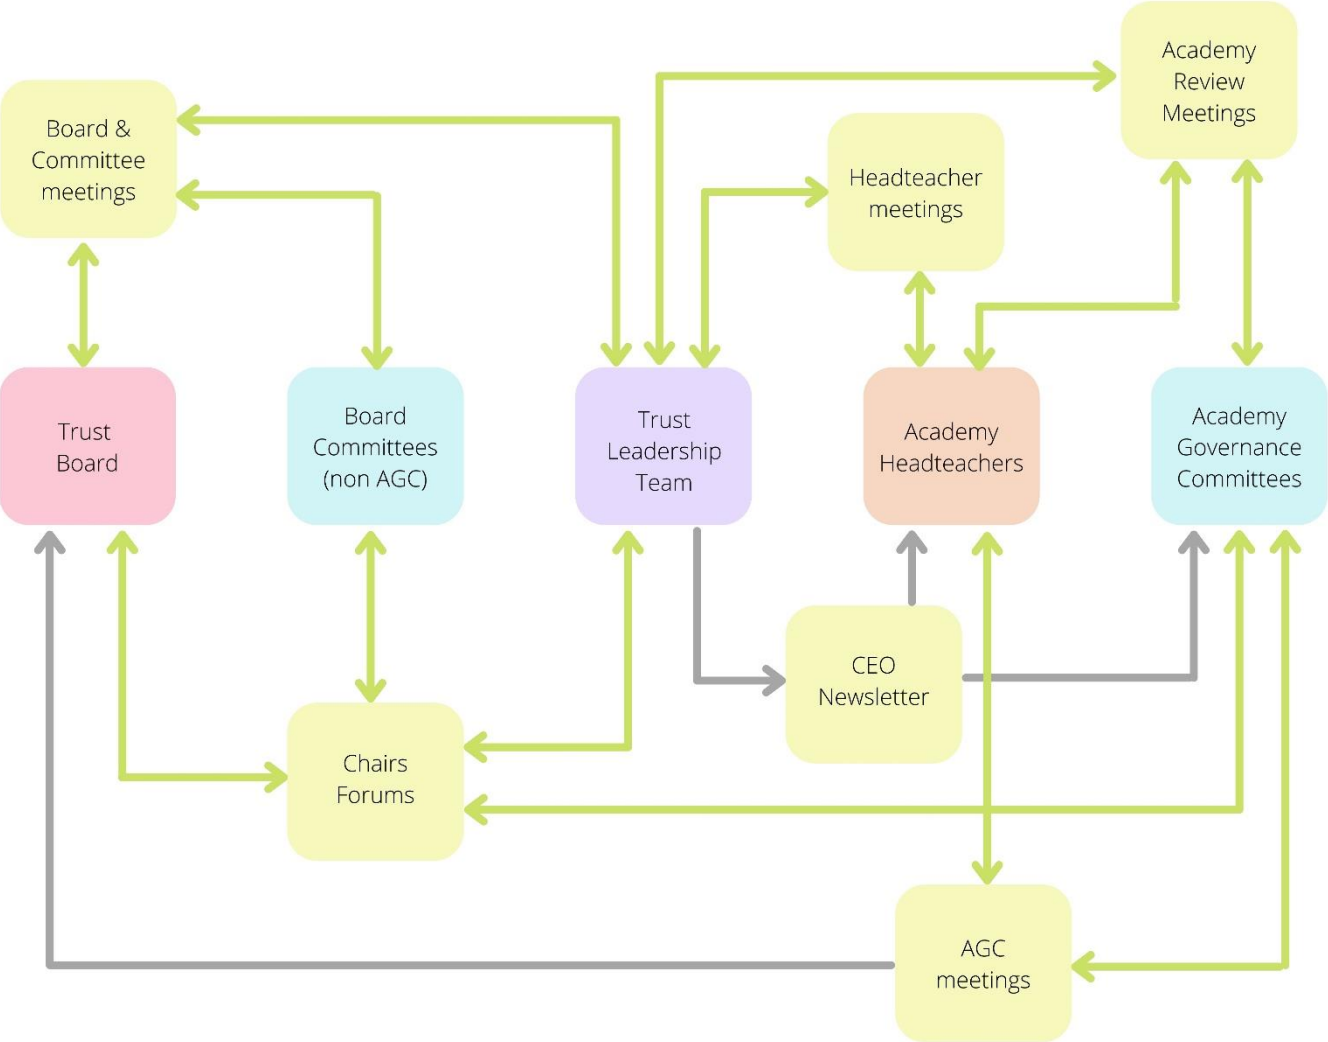 Academy
Review
Meetings
Board &
Committee
meetings
Headteacher
meetings
Trust
Board
Board
Committees
(non AGC)
Trust
Leadership
Team
Academy
Headteachers
Academy
Governance
Committees
CEO
Newsletter
Chairs
Forums
AGC
meetings